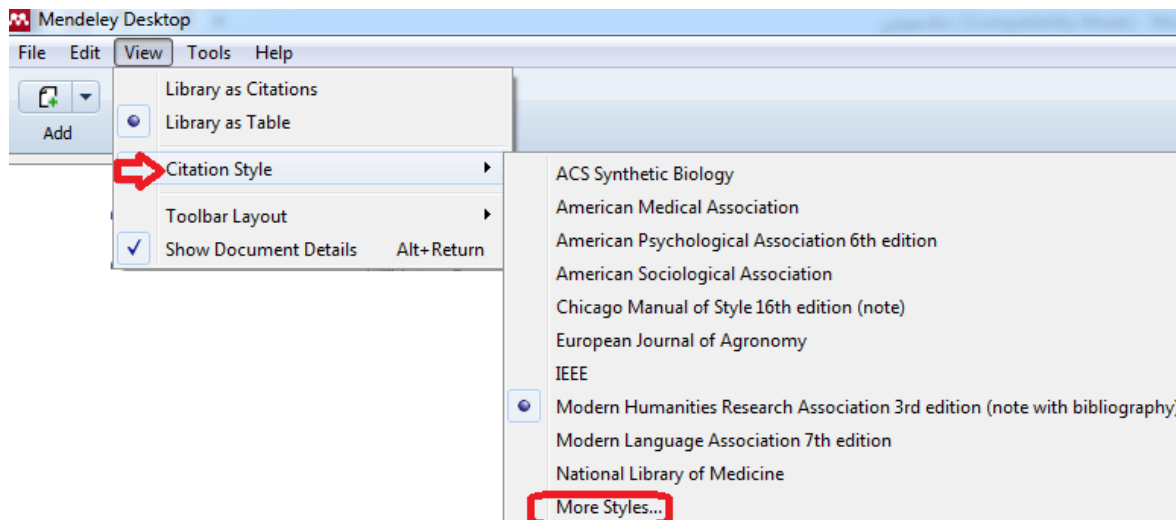 Mendeley Desktop
File Edit View Tools Help
Add
Library as Citations
Library as Table
Citation Style
Toolbar Layout
Show Document Details Alt+Return
ACS Synthetic Biology
American Medical Association
American Psychological Association 6th edition
American Sociological Association
Chicago Manual of Style 16th edition (note)
European Journal of Agronomy
IEEE
Modern Humanities Research Association 3rd edition (note with bibliography)
Modern Language Association 7th edition
National Library of Medicine
More Styles...